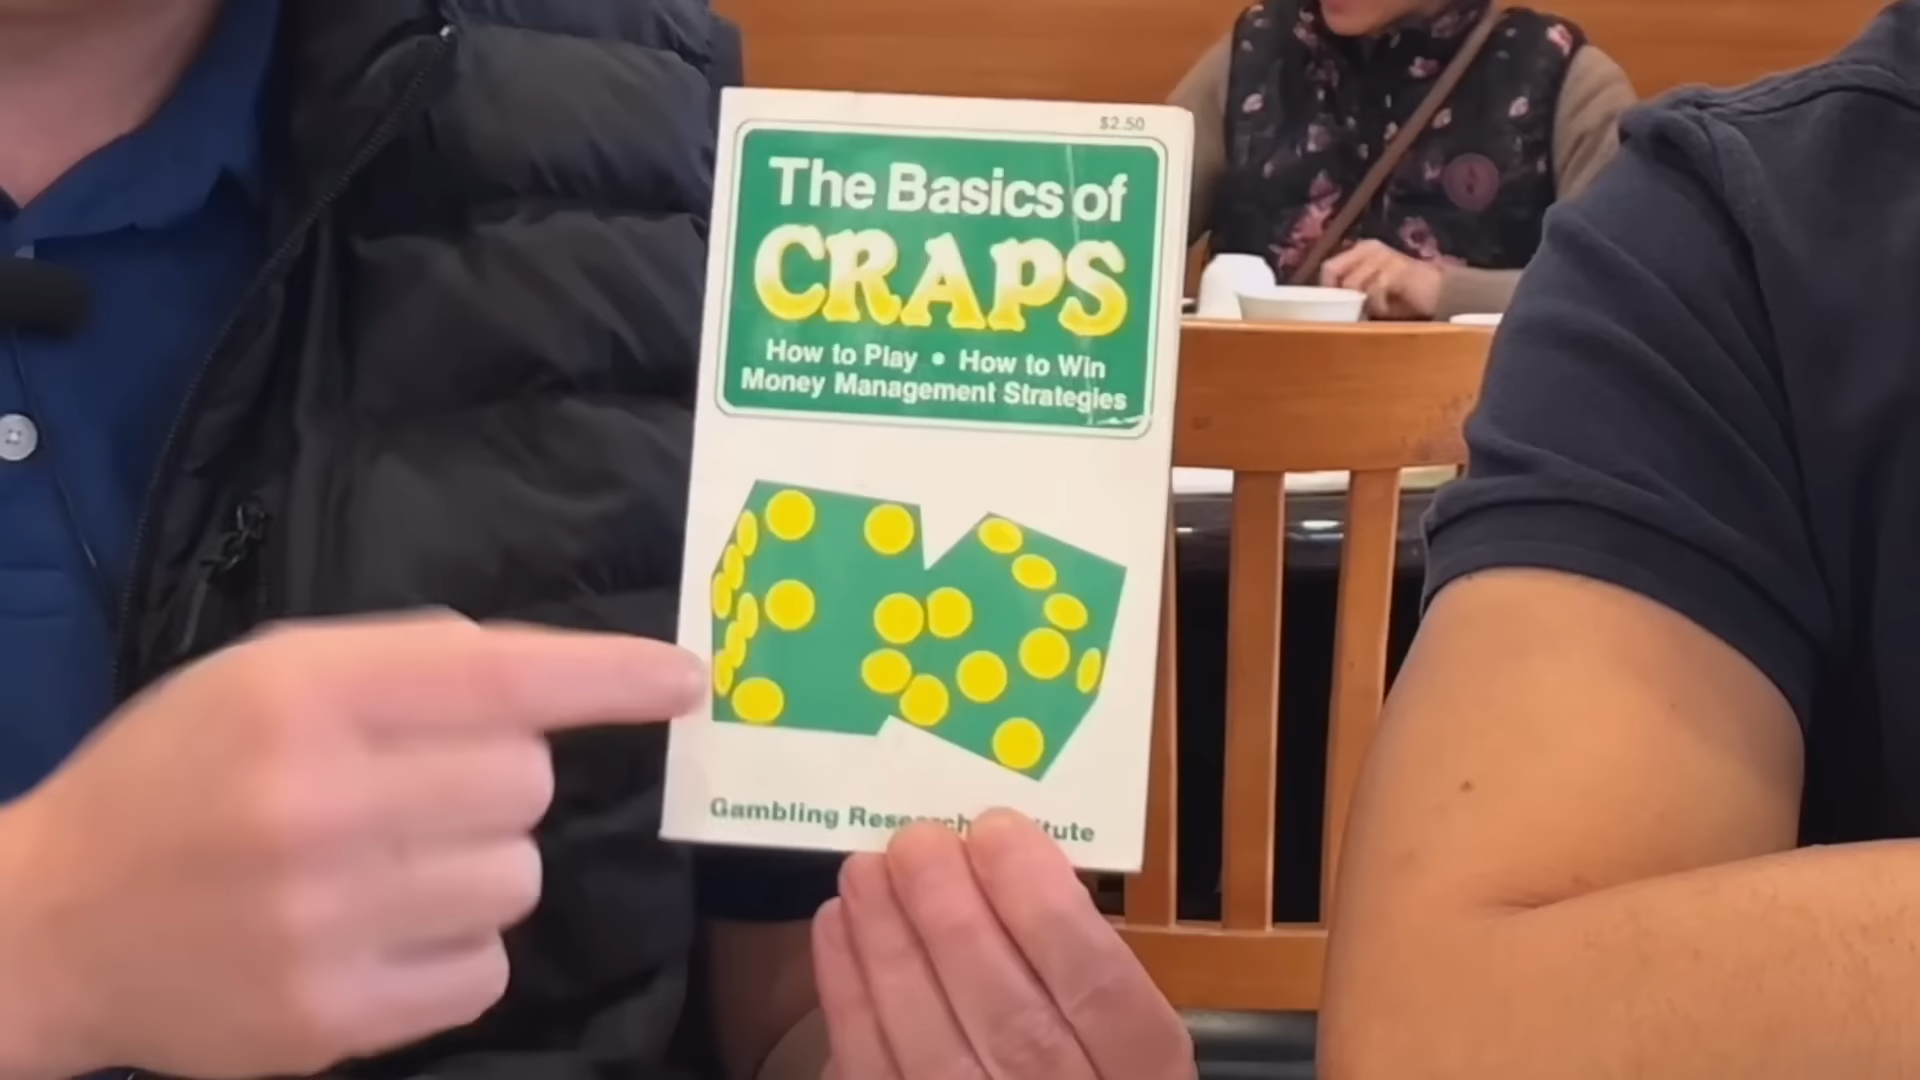 $2.50
The Basics of
CRAPS
How to Play • How to Win
Money Management Strategies
Gambling